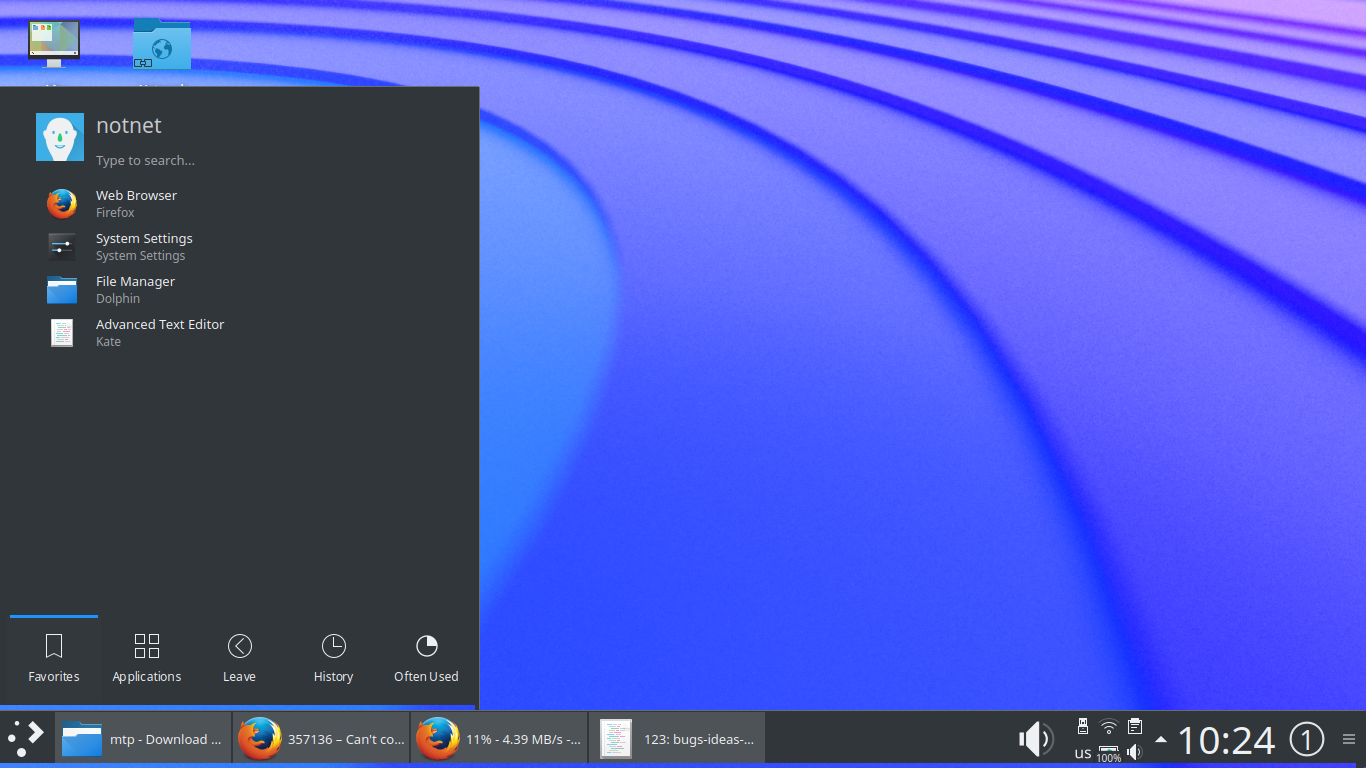 notnet
Type to search...
Web Browser
Firefox
System Settings
System Settings
File Manager
Dolphin
Advanced Text Editor
Kate
Favorites
Applications
Leave
History
Often Used
mtp - Download ...
357136 – Can't co...
11% - 4.39 MB/s -...
123: bugs-ideas-...
us
100%
10:24
1